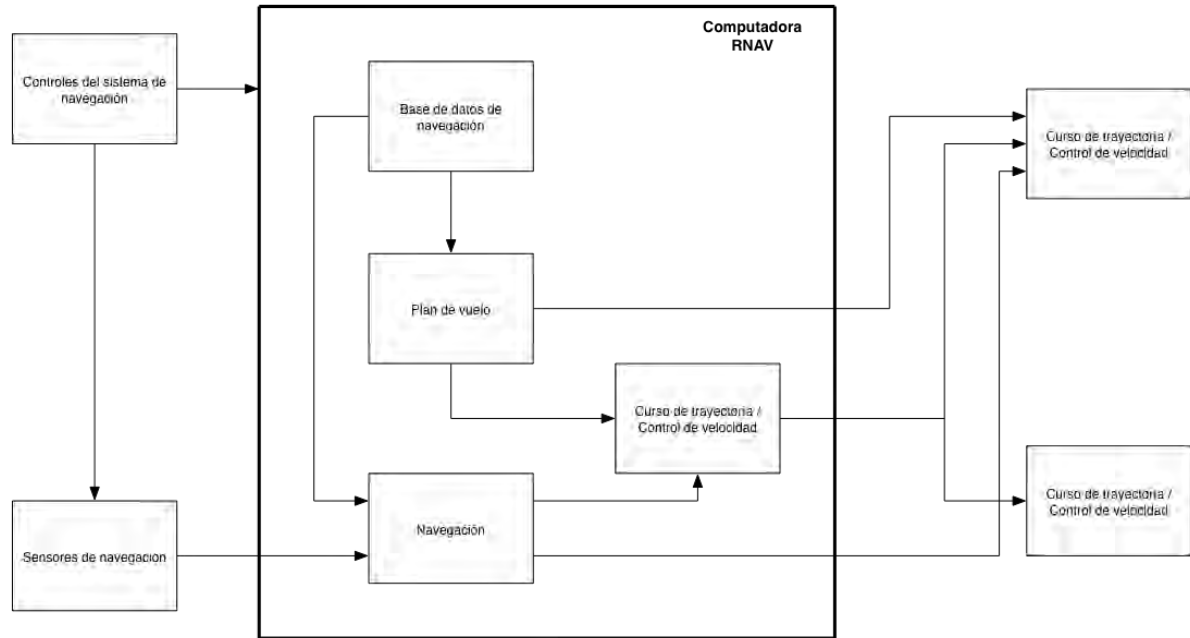 Computadora
RNAV
Controles del sistema de
navegación
Base de datos de
navegación
Curso de trayectoria /
Control de velocidad
Plan de vuelo
Curso de trayectoria /
Control de velocidad
Navegación
Curso de trayectoria /
Control de velocidad
Sensores de navegación